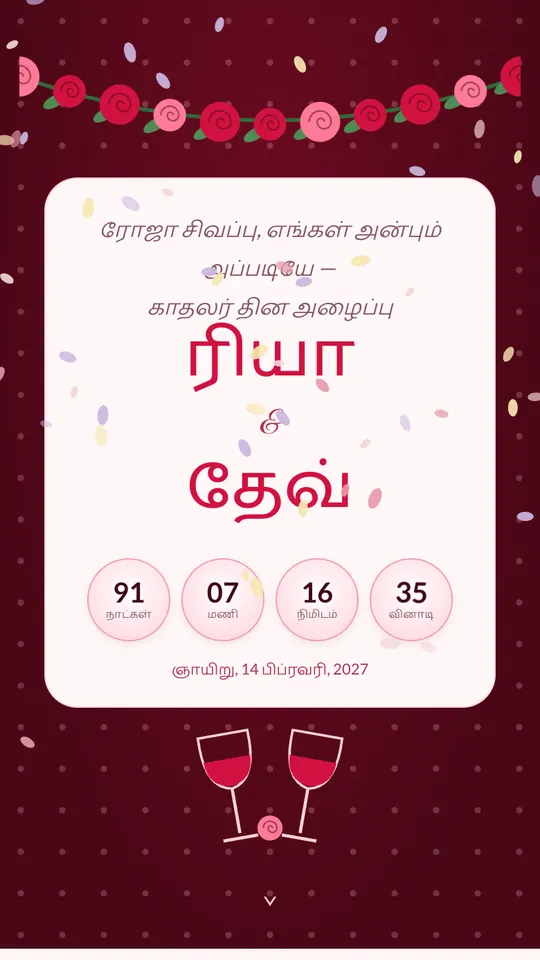 ரோஜா சிவப்பு, எங்கள் அன்பும்
அப்படியே —
காதலர் தின அழைப்பு
ரியா
&
தேவ்
91 07 16 35
நாட்கள் மணி நிமிடம் வினாடி
ஞாயிறு, 14 பிப்ரவரி, 2027